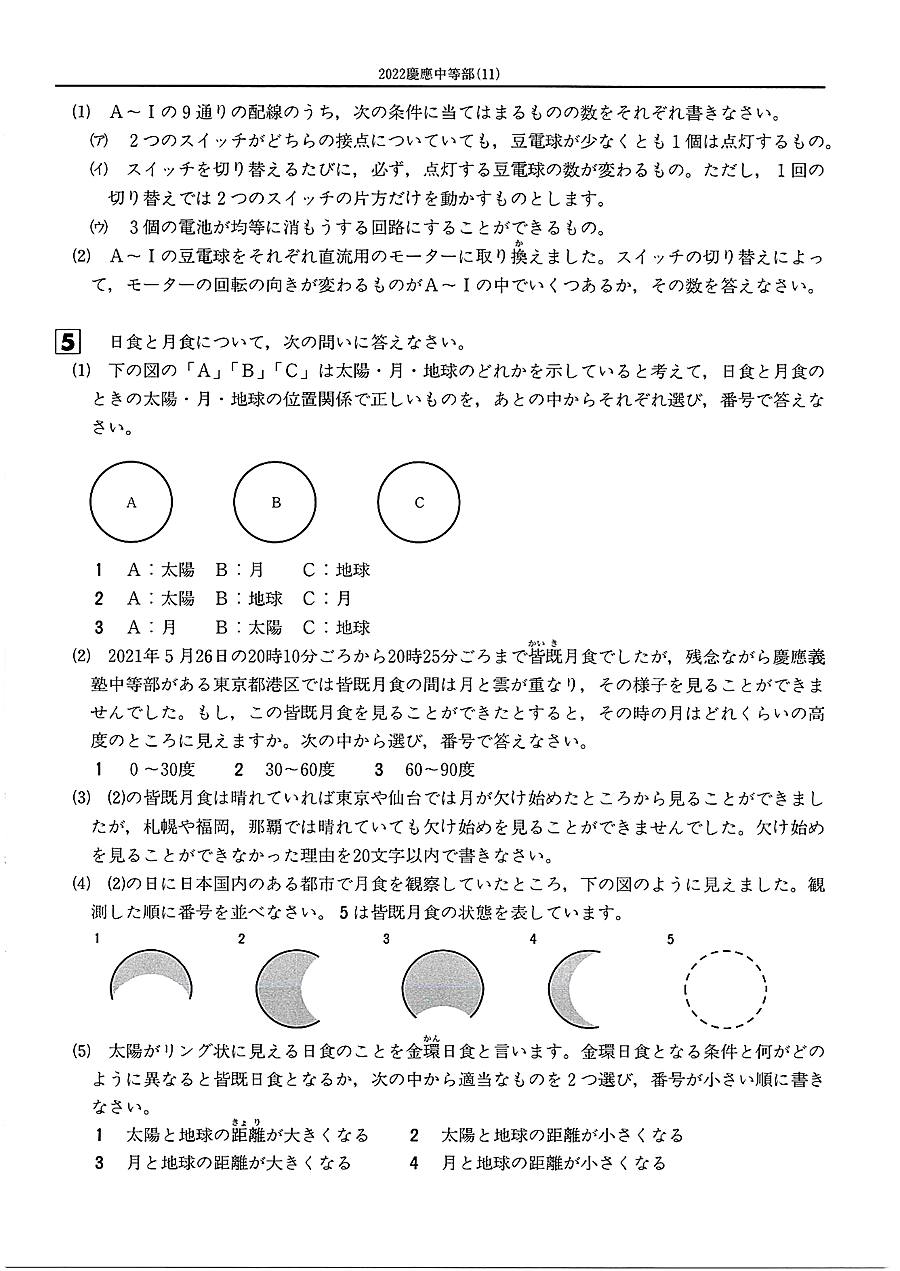 2022慶應中等部(11)
(1) A~Iの9通りの配線のうち，次の条件に当てはまるものの数をそれぞれ書きなさい。
(ア) 2つのスイッチがどちらの接点についていても，豆電球が少なくとも1個は点灯するもの。
(イ) スイッチを切り替えるたびに，必ず，点灯する豆電球の数が変わるもの。ただし，1回の
切り替えでは2つのスイッチの片方だけを動かすものとします。
(ウ) 3個の電池が均等に消もうする回路にすることができるもの。
(2) A~Iの豆電球をそれぞれ直流用のモーターに取り換えました。スイッチの切り替えによっ
て，モーターの回転の向きが変わるものがA~Iの中でいくつあるか，その数を答えなさい。
5 日食と月食について，次の問いに答えなさい。
(1) 下の図の「A」「B」「C」は太陽・月・地球のどれかを示していると考えて，日食と月食の
ときの太陽・月・地球の位置関係で正しいものを，あとの中からそれぞれ選び，番号で答えな
さい。
A B C
1 A：太陽 B：月 C：地球
2 A：太陽 B：地球 C：月
3 A：月 B：太陽 C：地球
(2) 2021年5月26日の20時10分ごろから20時25分ごろまで皆既月食でしたが，残念ながら慶應義
塾中等部がある東京都港区では皆既月食の間は月と雲が重なり，その様子を見ることができま
せんでした。もし，この皆既月食を見ることができたとすると，その時の月はどれくらいの高
度のところに見えますか。次の中から選び，番号で答えなさい。
1 0~30度 2 30~60度 3 60~90度
(3) (2)の皆既月食は晴れていれば東京や仙台では月が欠け始めたところから見ることができまし
たが，札幌や福岡，那覇では晴れていても欠け始めを見ることができませんでした。欠け始め
を見ることができなかった理由を20文字以内で書きなさい。
(4) (2)の日に日本国内のある都市で月食を観察していたところ，下の図のように見えました。観
測した順に番号を並べなさい。5は皆既月食の状態を表しています。
1 2 3 4 5
(5) 太陽がリング状に見える日食のことを金環日食と言います。金環日食となる条件と何がどの
ように異なると皆既日食となるか，次の中から適当なものを2つ選び，番号が小さい順に書き
なさい。
1 太陽と地球の距離が大きくなる 2 太陽と地球の距離が小さくなる
3 月と地球の距離が大きくなる 4 月と地球の距離が小さくなる